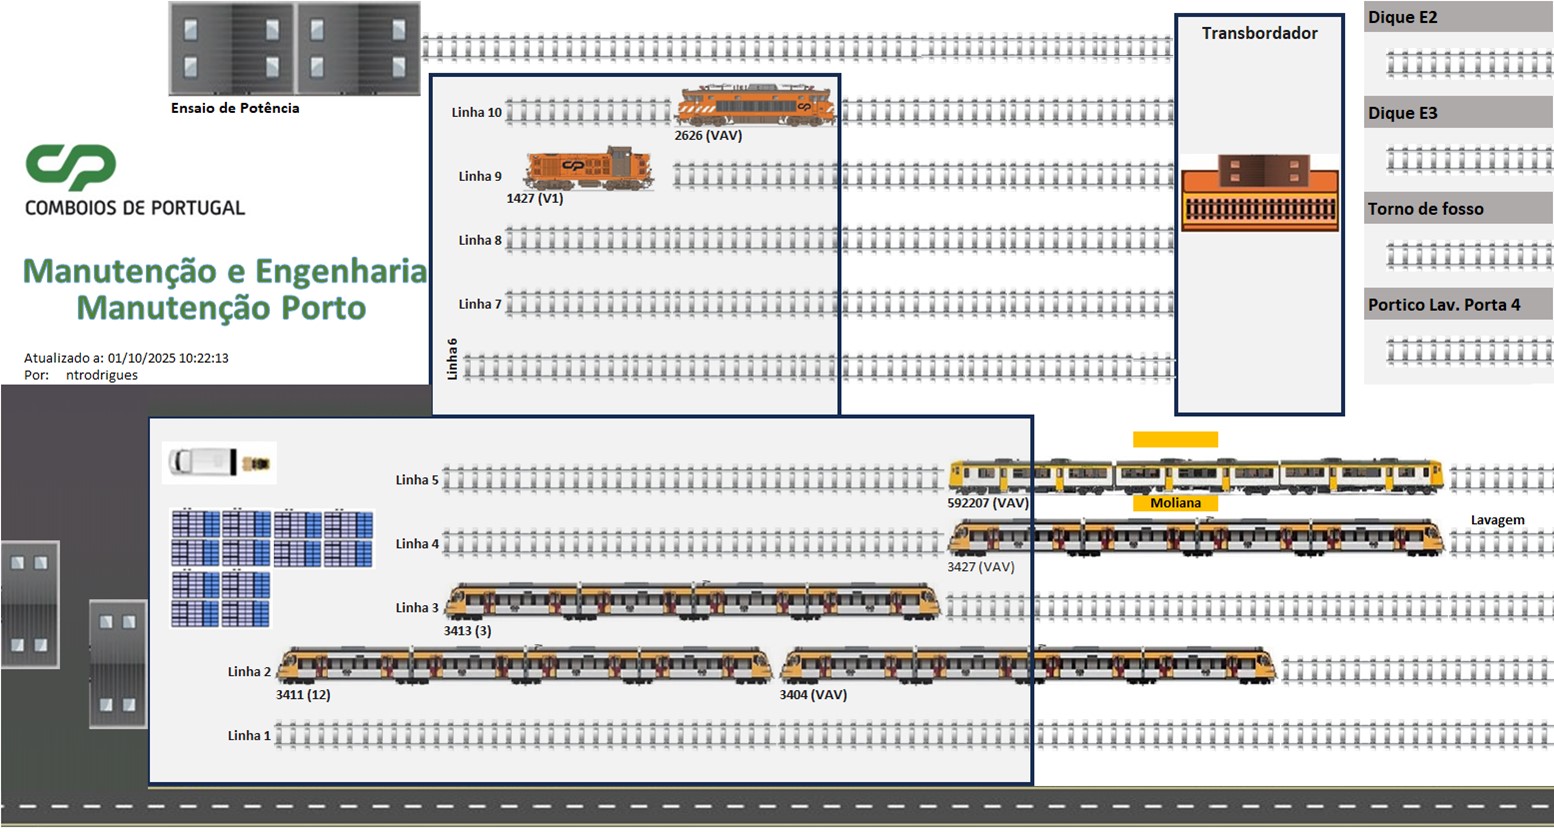 Ensaio de Potência
CP
COMBOIOS DE PORTUGAL
Manutenção e Engenharia
Manutenção Porto
Atualizado a: 01/10/2025 10:22:13
Por: ntrodrigues
Linha 10
2626 (VAV)
Linha 9
1427 (V1)
Linha 8
Linha 7
Linha6
Transbordador
Dique E2
Dique E3
Torno de fosso
Portico Lav. Porta 4
Linha 5
592207 (VAV)
Moliana
Linha 4
3427 (VAV)
Lavagem
Linha 3
3413 (3)
Linha 2
3411 (12)
3404 (VAV)
Linha 1